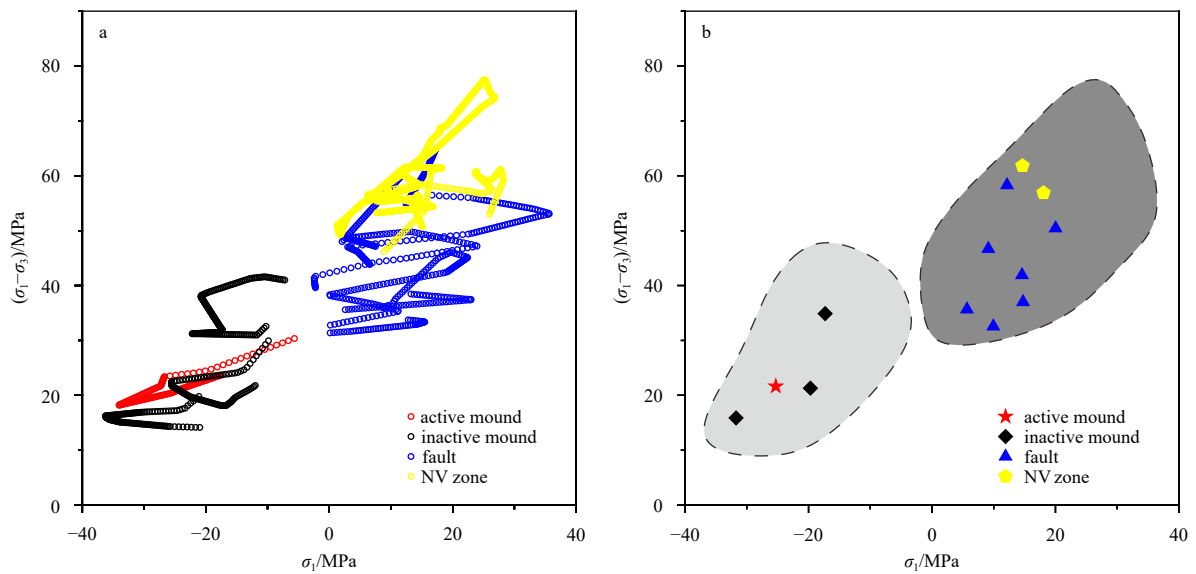 a
80
60
40
20
0
−40
−20
0
20
40
(σ₁−σ₃)/MPa
σ₁/MPa
active mound
inactive mound
fault
NV zone
b
80
60
40
20
0
−40
−20
0
20
40
(σ₁−σ₃)/MPa
σ₁/MPa
active mound
inactive mound
fault
NV zone